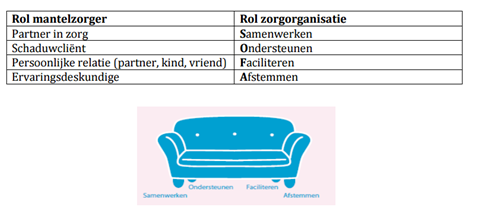 Rol mantelzorger Rol zorgorganisatie
Partner in zorg Samenwerken
Schaduwcliënt Ondersteunen
Persoonlijke relatie (partner, kind, vriend) Faciliteren
Ervaringsdeskundige Afstemmen
Ondersteunen Faciliteren
Samenwerken Afstemmen